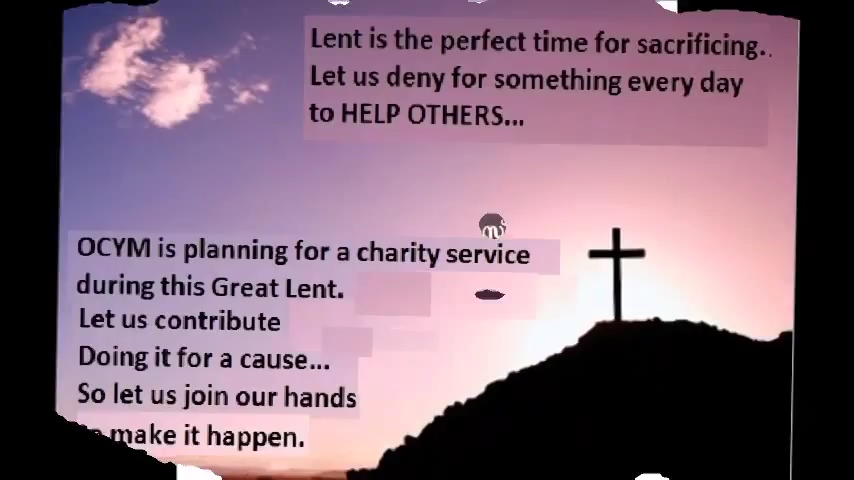 Lent is the perfect time for sacrificing..
Let us deny for something every day
to HELP OTHERS...
OCYM is planning for a charity service
during this Great Lent.
Let us contribute
Doing it for a cause...
So let us join our hands
make it happen.